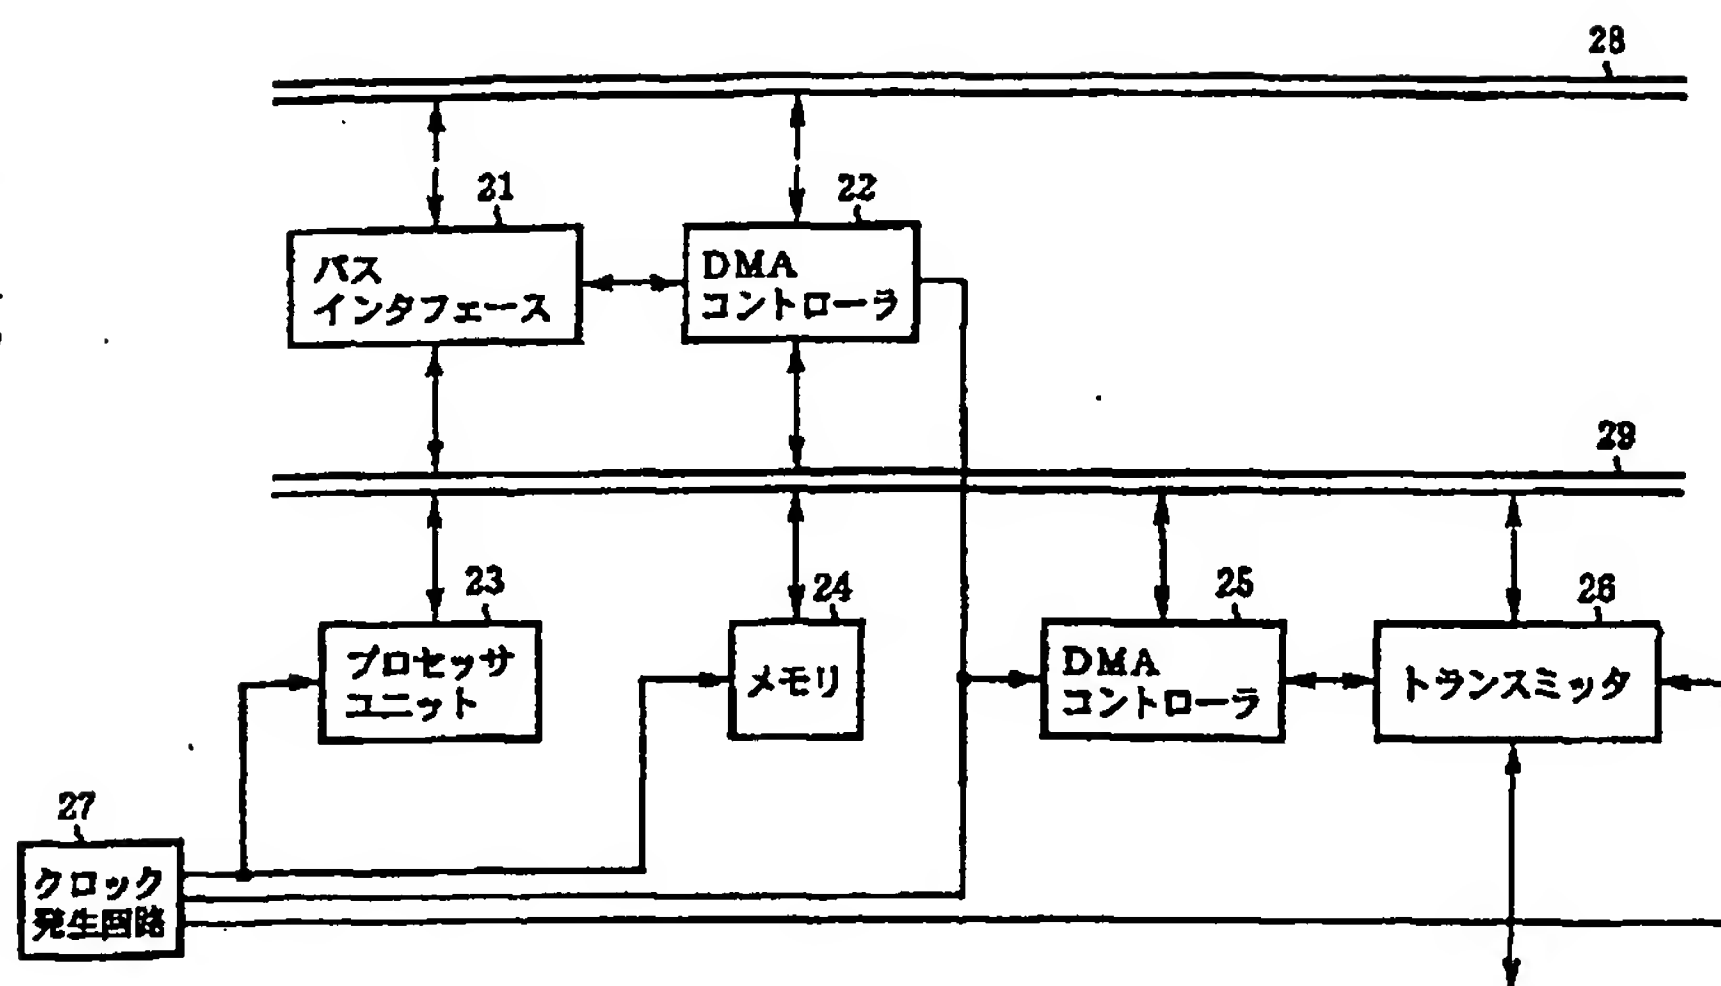 28
21
22
バス
インタフェース
DMA
コントローラ
29
23
24
25
26
プロセッサ
ユニット
メモリ
DMA
コントローラ
トランスミッタ
27
クロック
発生回路